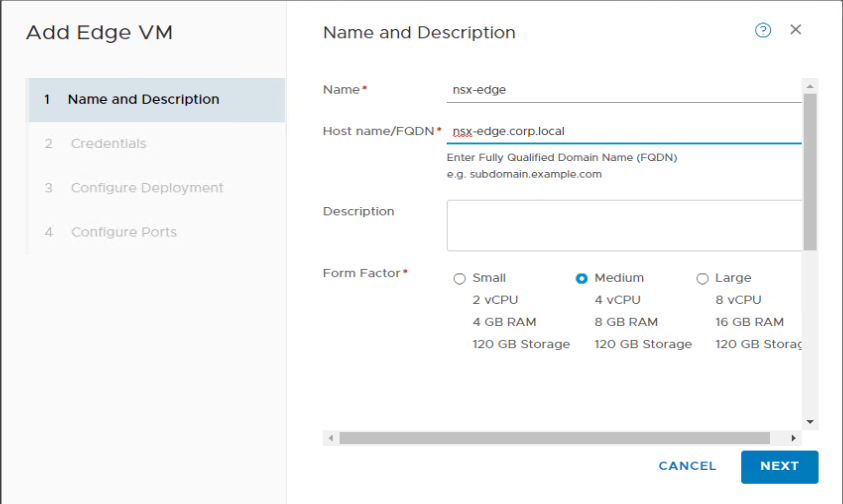 Add Edge VM
1 Name and Description
2 Credentials
3 Configure Deployment
4 Configure Ports
Name and Description
Name* nsx-edge
Host name/FQDN* nsx-edge.corp.local
Enter Fully Qualified Domain Name (FQDN)
e.g. subdomain.example.com
Description
Form Factor* Small Medium Large
2 vCPU 4 vCPU 8 vCPU
4 GB RAM 8 GB RAM 16 GB RAM
120 GB Storage 120 GB Storage 120 GB Storag
CANCEL NEXT